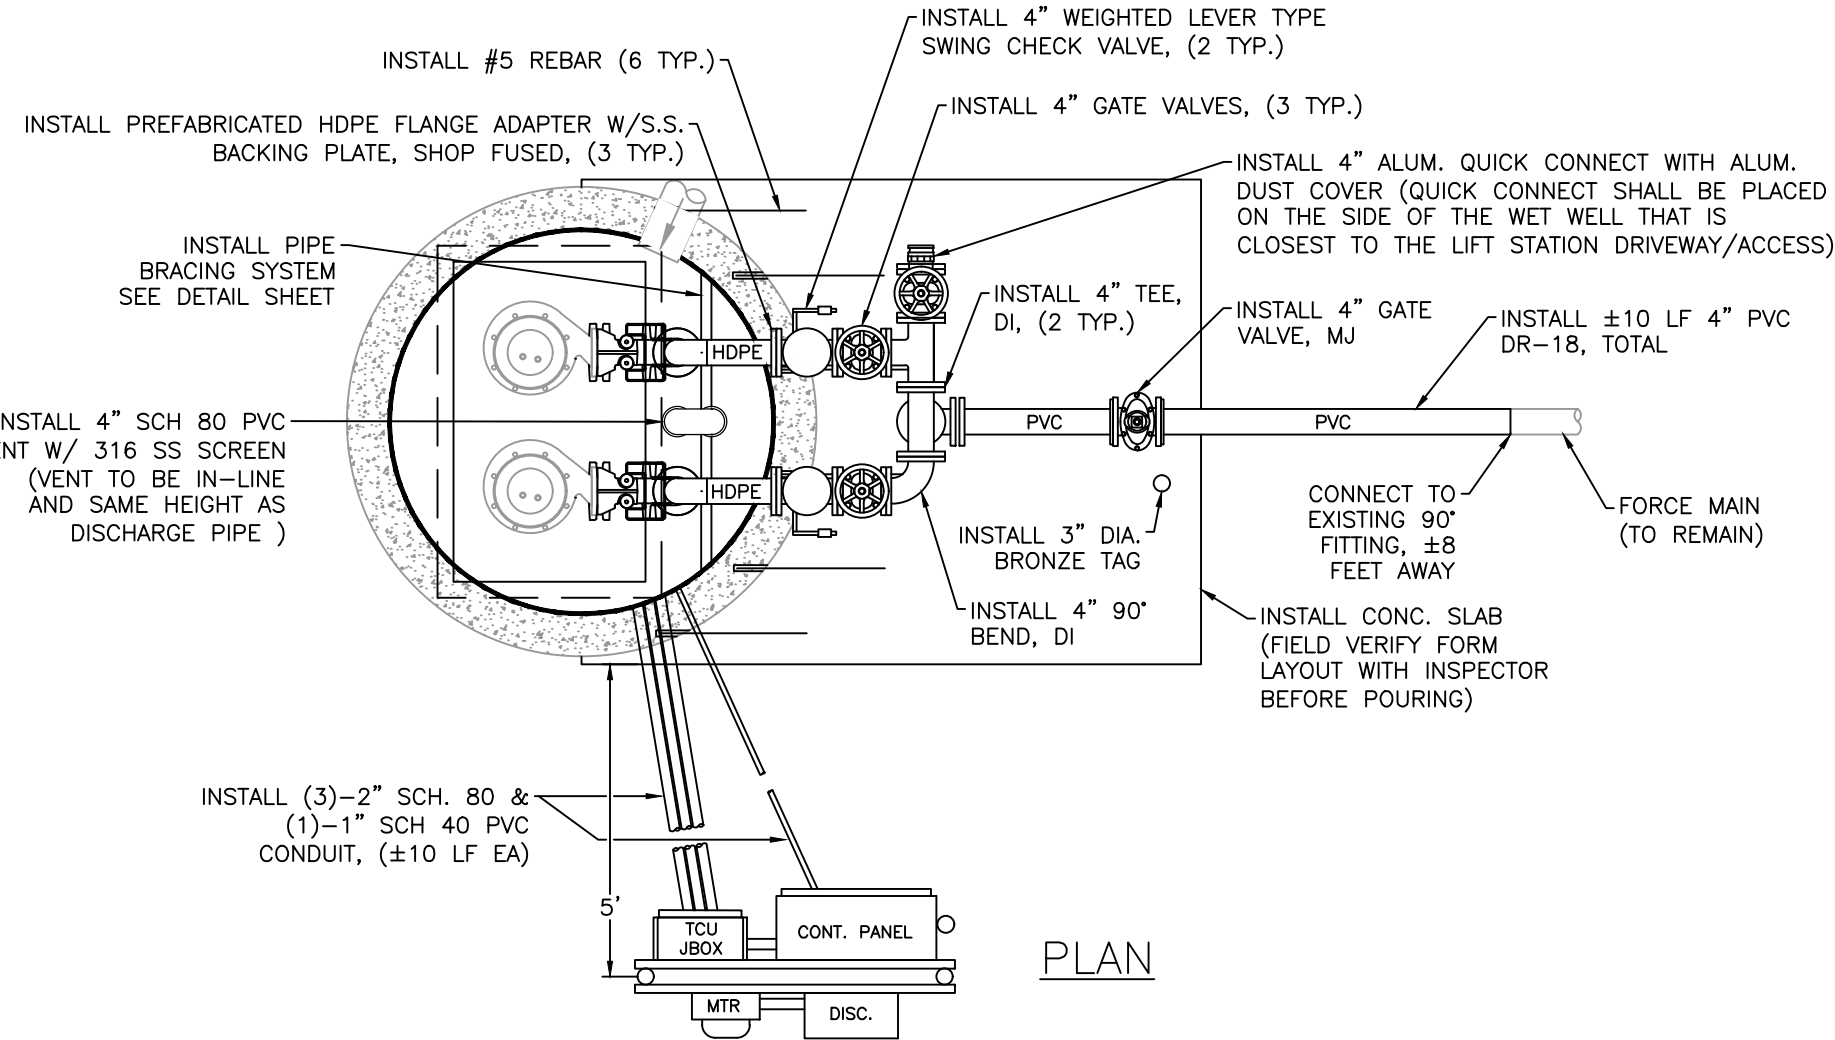 INSTALL 4” WEIGHTED LEVER TYPE
SWING CHECK VALVE, (2 TYP.)
INSTALL #5 REBAR (6 TYP.)
INSTALL 4” GATE VALVES, (3 TYP.)
INSTALL PREFABRICATED HDPE FLANGE ADAPTER W/S.S.
BACKING PLATE, SHOP FUSED, (3 TYP.)
INSTALL 4” ALUM. QUICK CONNECT WITH ALUM.
DUST COVER (QUICK CONNECT SHALL BE PLACED
ON THE SIDE OF THE WET WELL THAT IS
CLOSEST TO THE LIFT STATION DRIVEWAY/ACCESS)
INSTALL PIPE
BRACING SYSTEM
SEE DETAIL SHEET
INSTALL 4” TEE,
DI, (2 TYP.)
INSTALL 4” GATE
VALVE, MJ
INSTALL ±10 LF 4” PVC
DR-18, TOTAL
HDPE
NSTALL 4” SCH 80 PVC
ENT W/ 316 SS SCREEN
(VENT TO BE IN-LINE
AND SAME HEIGHT AS
DISCHARGE PIPE )
PVC
PVC
HDPE
CONNECT TO
EXISTING 90°
FITTING, ±8
FEET AWAY
FORCE MAIN
(TO REMAIN)
INSTALL 3” DIA.
BRONZE TAG
INSTALL 4” 90°
BEND, DI
INSTALL CONC. SLAB
(FIELD VERIFY FORM
LAYOUT WITH INSPECTOR
BEFORE POURING)
INSTALL (3)-2” SCH. 80 &
(1)-1” SCH 40 PVC
CONDUIT, (±10 LF EA)
5’
TCU
JBOX
CONT. PANEL
MTR
DISC.
PLAN